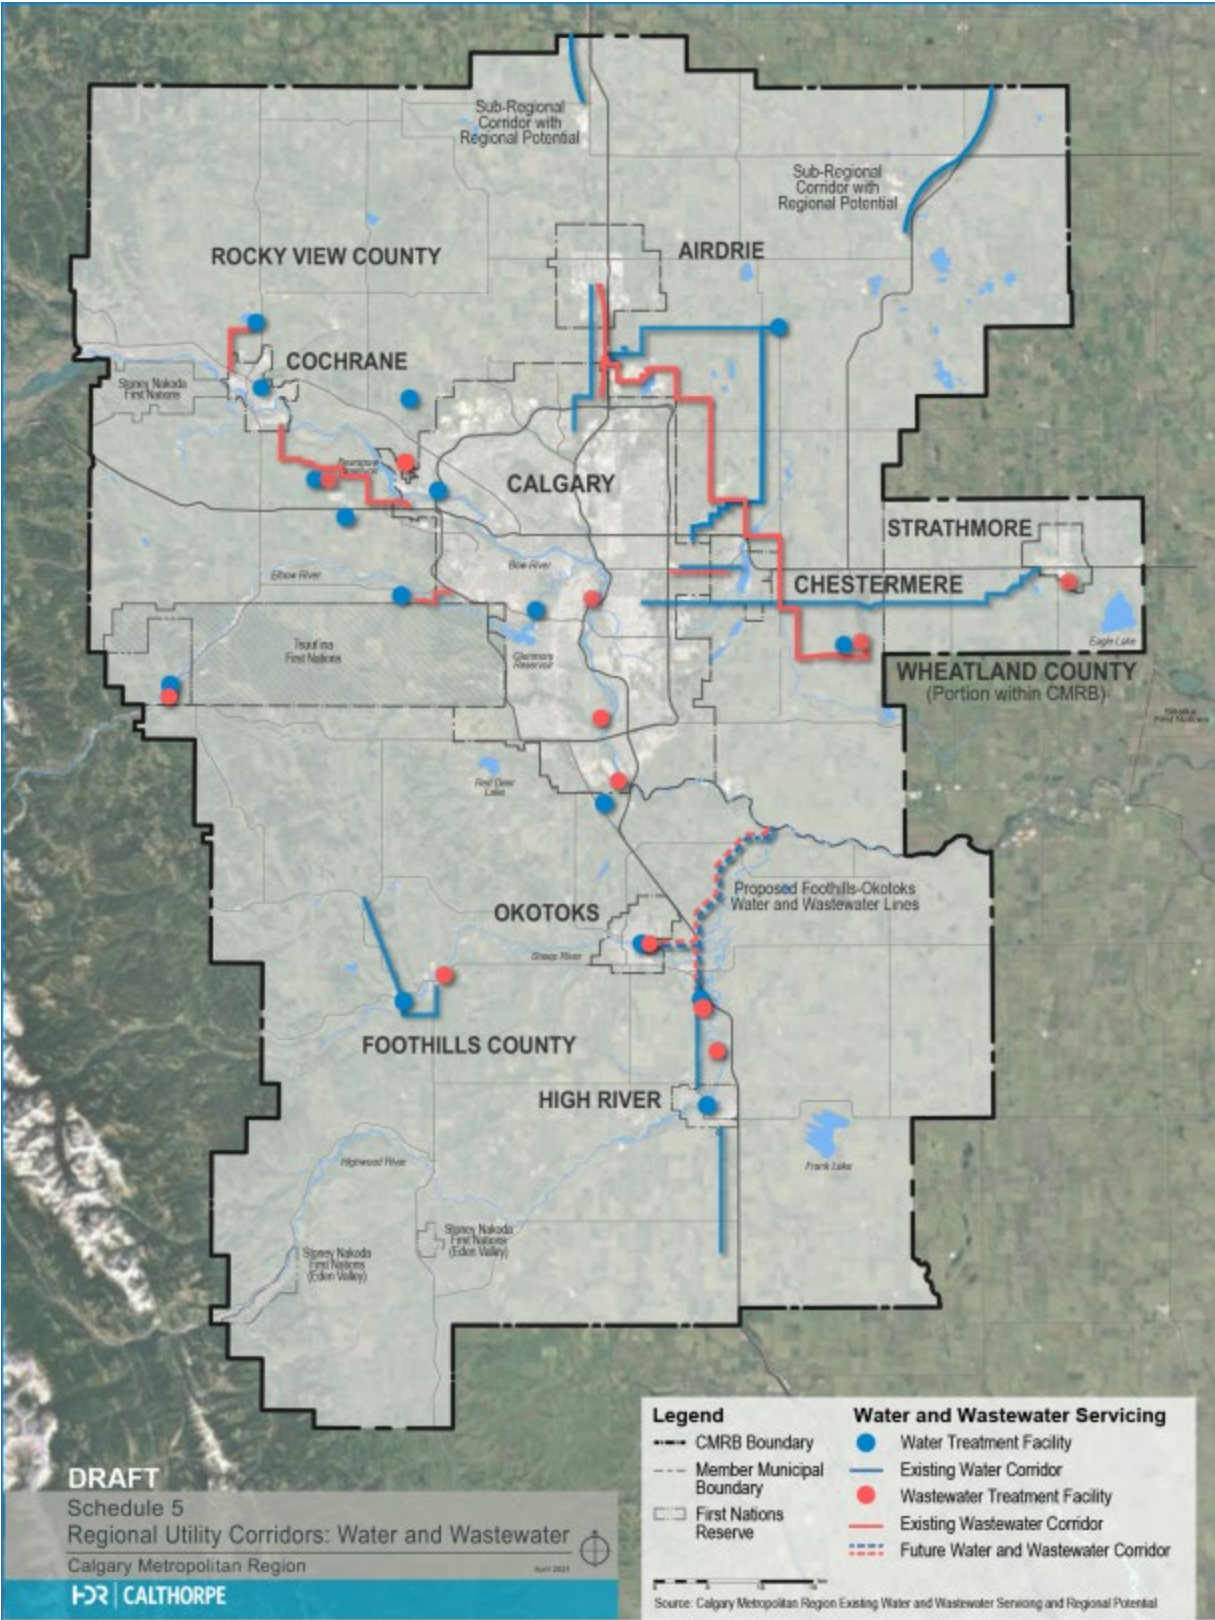 Sub-Regional
Corridor with
Regional Potential
Sub-Regional
Corridor with
Regional Potential
ROCKY VIEW COUNTY
AIRDRIE
COCHRANE
Stoney Nakoda
First Nations
CALGARY
STRATHMORE
Bow River
Elbow River
CHESTERMERE
Tsuut'ina
First Nations
Glenmore
Reservoir
Eagle Lake
WHEATLAND COUNTY
(Portion within CMRB)
Siksika
First Nations
Red Deer
Lake
Proposed Foothills-Okotoks
Water and Wastewater Lines
OKOTOKS
Sheep River
FOOTHILLS COUNTY
HIGH RIVER
Highwood River
Frank Lake
Stoney Nakoda
First Nations
(Eden Valley)
Stoney Nakoda
First Nations
(Eden Valley)
Legend
CMRB Boundary
Member Municipal
Boundary
First Nations
Reserve
Water and Wastewater Servicing
Water Treatment Facility
Existing Water Corridor
Wastewater Treatment Facility
Existing Wastewater Corridor
Future Water and Wastewater Corridor
Source: Calgary Metropolitan Region Existing Water and Wastewater Servicing and Regional Potential
DRAFT
Schedule 5
Regional Utility Corridors: Water and Wastewater
Calgary Metropolitan Region
April 2021
HDR | CALTHORPE